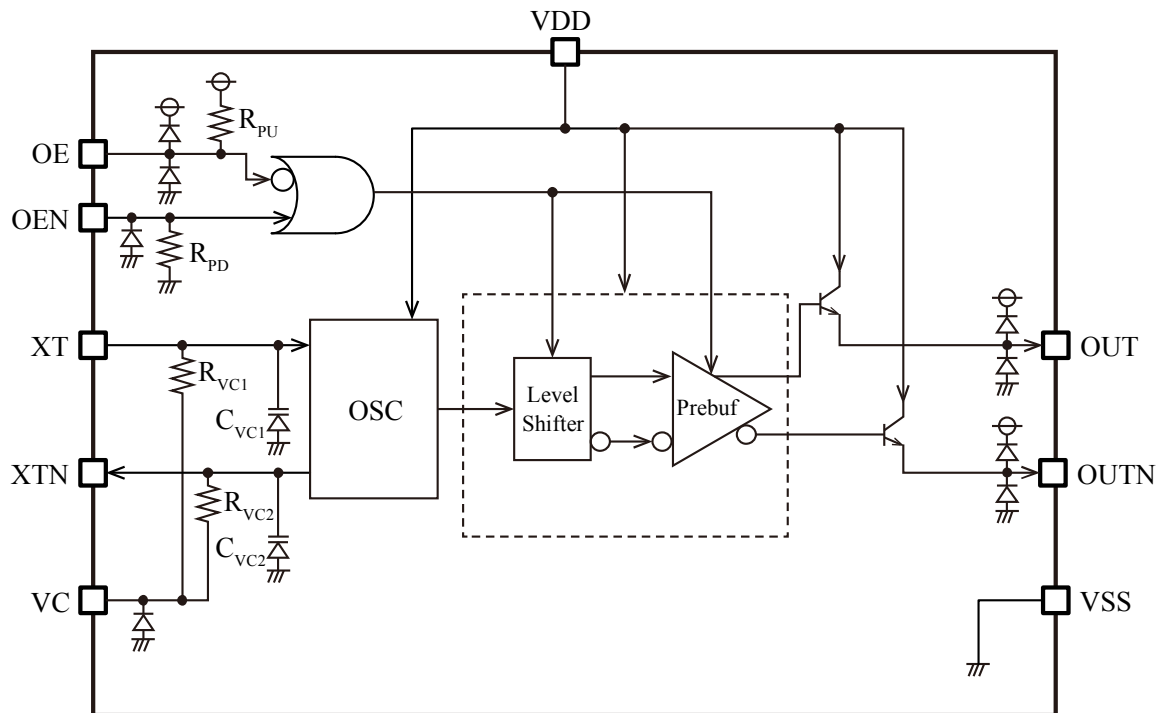 VDD
R_PU
OE
OEN
R_PD
XT
OUT
R_VC1
Level
Shifter
Prebuf
OSC
C_VC1
XTN
OUTN
R_VC2
C_VC2
VC
VSS